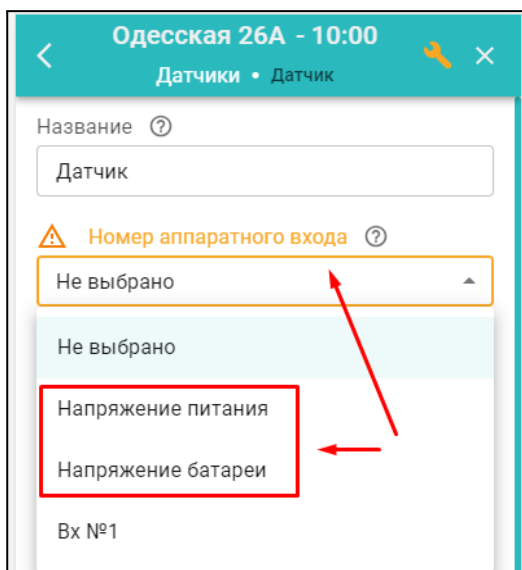 Одесская 26А - 10:00
Датчики • Датчик
Название
Датчик
Номер аппаратного входа
Не выбрано
Не выбрано
Напряжение питания
Напряжение батареи
Вх №1